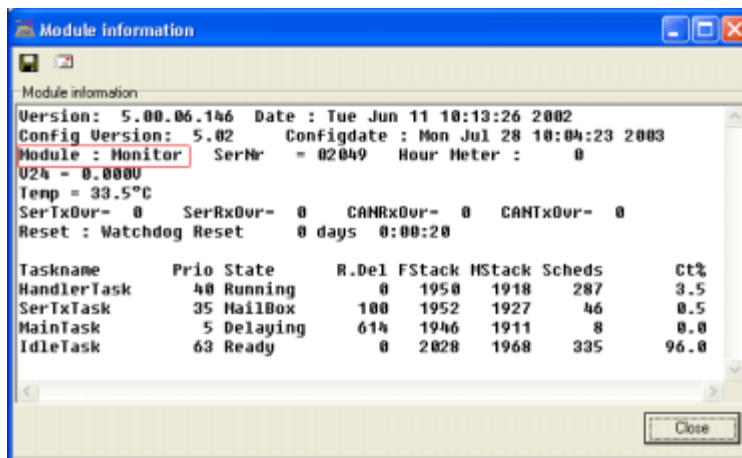 Module information
Module information
Version: 5.00.06.146 Date : Tue Jun 11 10:13:26 2002
Config Version: 5.02 Configdate : Mon Jul 28 10:04:23 2003
Module : Monitor SerNr = 02049 Hour Meter : 0
V24 = 0.000V
Temp = 33.5°C
SerTxOvr= 0 SerRxOvr= 0 CANRxOvr= 0 CANTxOvr= 0
Reset : Watchdog Reset 0 days 0:00:20
Taskname Prio State R.Del FStack MStack Scheds Ct%
HandlerTask 40 Running 0 1950 1918 287 3.5
SerTxTask 35 MailBox 100 1952 1927 46 0.5
MainTask 5 Delaying 614 1946 1911 8 0.0
IdleTask 63 Ready 0 2028 1968 335 96.0
Close